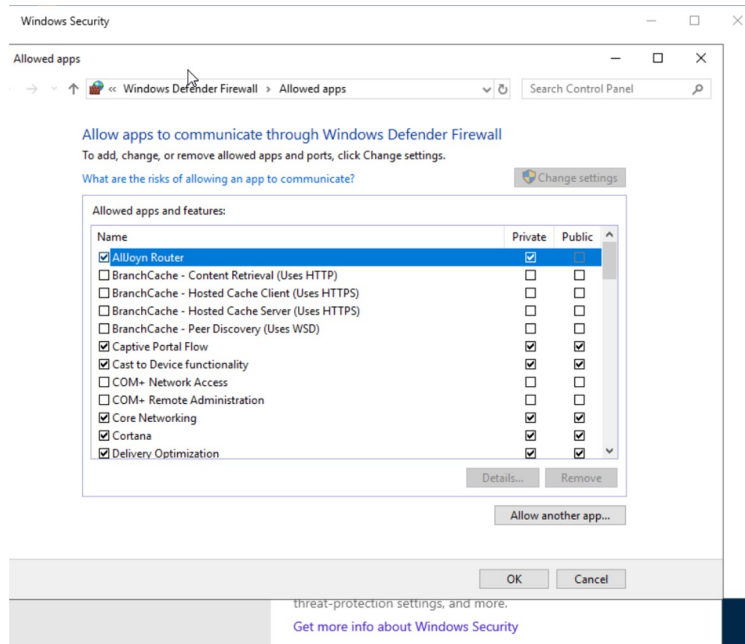 Windows Security
Allowed apps
« Windows Defender Firewall > Allowed apps
Search Control Panel
Allow apps to communicate through Windows Defender Firewall
To add, change, or remove allowed apps and ports, click Change settings.
What are the risks of allowing an app to communicate?
Change settings
Allowed apps and features:
Name Private Public
AllJoyn Router
BranchCache - Content Retrieval (Uses HTTP)
BranchCache - Hosted Cache Client (Uses HTTPS)
BranchCache - Hosted Cache Server (Uses HTTPS)
BranchCache - Peer Discovery (Uses WSD)
Captive Portal Flow
Cast to Device functionality
COM+ Network Access
COM+ Remote Administration
Core Networking
Cortana
Delivery Optimization
Details... Remove
Allow another app...
OK Cancel
threat-protection settings, and more.
Get more info about Windows Security